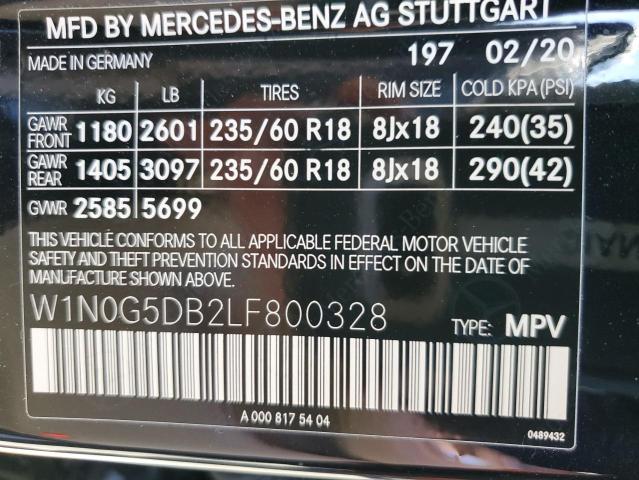 MFD BY MERCEDES-BENZ AG STUTTGART
197 02/20
MADE IN GERMANY
KG LB TIRES RIM SIZE COLD KPA (PSI)
GAWR FRONT 1180 2601 235/60 R18 8Jx18 240(35)
GAWR REAR 1405 3097 235/60 R18 8Jx18 290(42)
GVWR 2585 5699
THIS VEHICLE CONFORMS TO ALL APPLICABLE FEDERAL MOTOR VEHICLE
SAFETY AND THEFT PREVENTION STANDARDS IN EFFECT ON THE DATE OF
MANUFACTURE SHOWN ABOVE.
W1N0G5DB2LF800328 TYPE: MPV
A 000 817 54 04
0489432